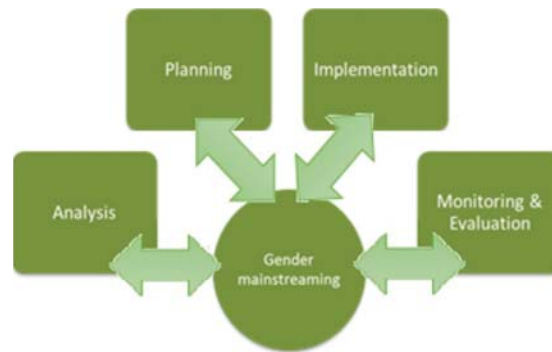 Planning
Implementation
Analysis
Monitoring &
Evaluation
Gender
mainstreaming